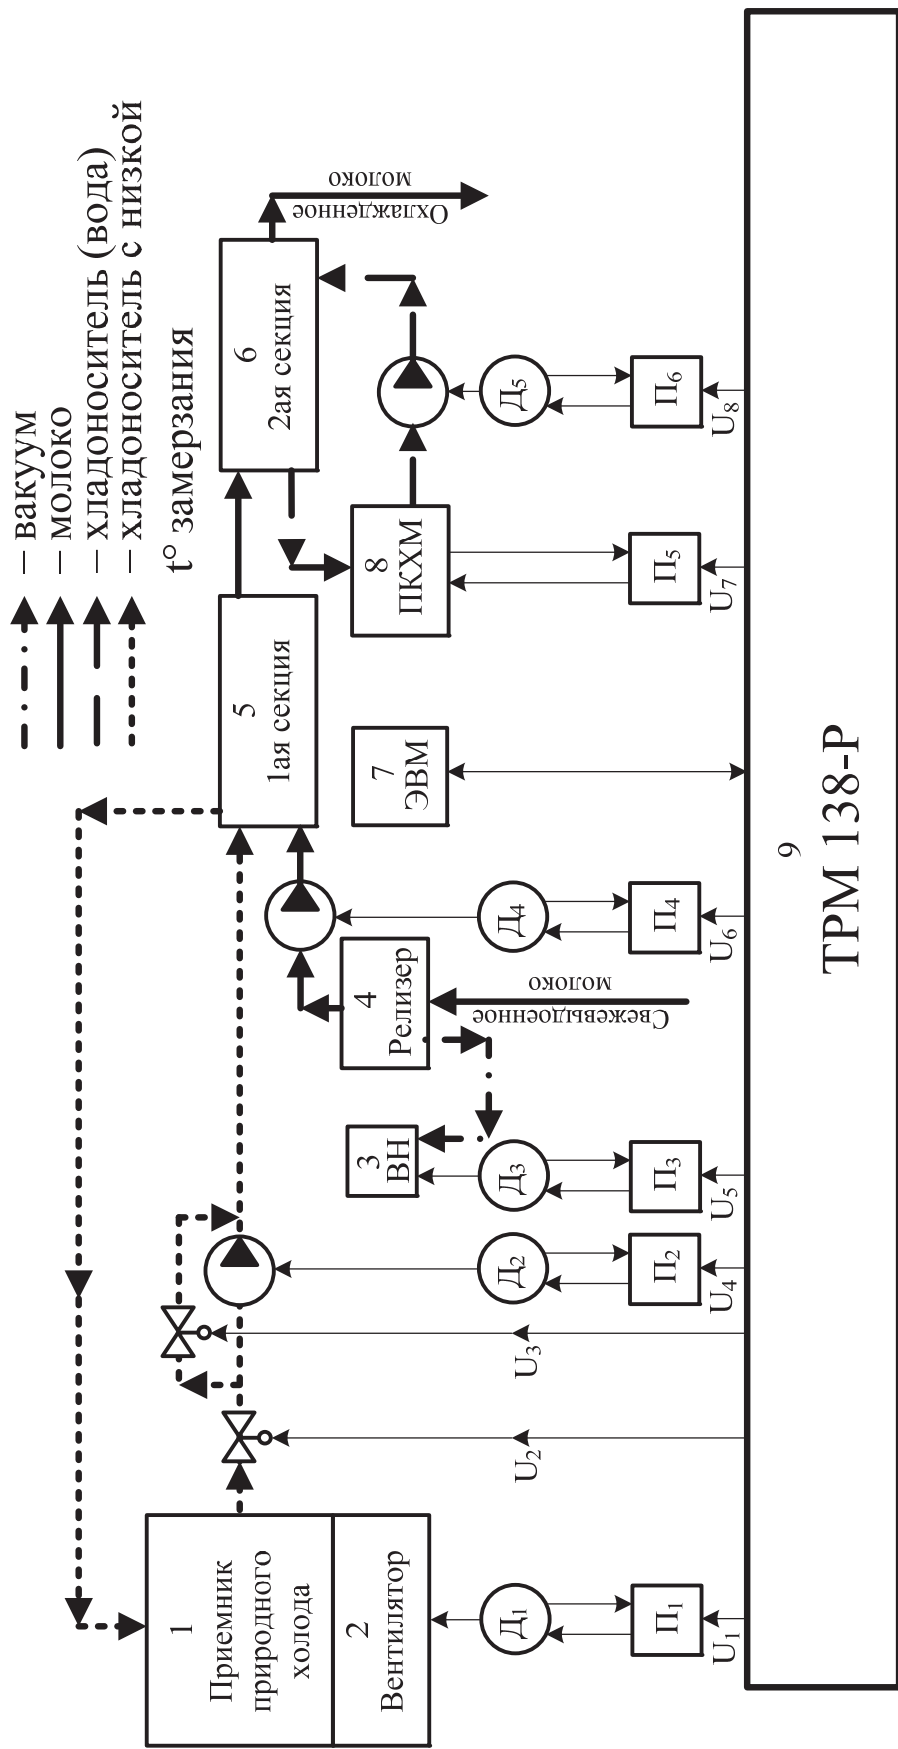 – вакуум
– молоко
– хладоноситель (вода)
– хладоноситель с низкой
t° замерзания
1
Приемник
природного
холода
2
Вентилятор
3
ВН
4
Релизер
5
1ая секция
6
2ая секция
7
ЭВМ
8
ПКХМ
Свежевыдоенное
молоко
Охлажденное
молоко
Д1
Д2
Д3
Д4
Д5
П1
П2
П3
П4
П5
П6
U1
U2
U3
U4
U5
U6
U7
U8
9
ТРМ 138-Р